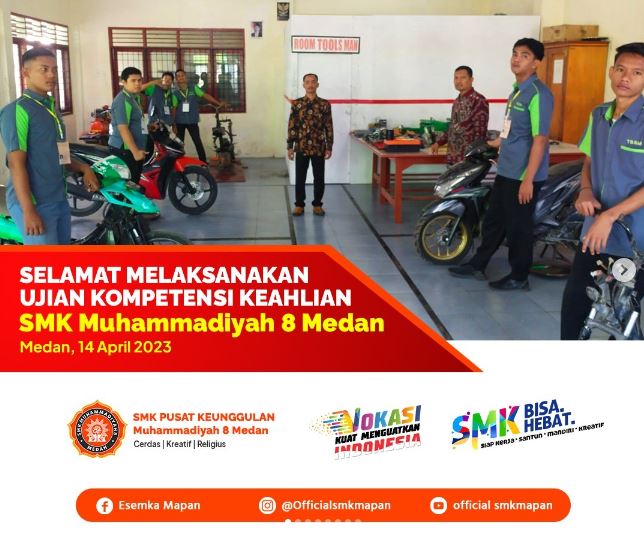 ROOM TOOLS MAN
TBSM
SELAMAT MELAKSANAKAN
UJIAN KOMPETENSI KEAHLIAN
SMK Muhammadiyah 8 Medan
Medan, 14 April 2023
SMK PUSAT KEUNGGULAN
Muhammadiyah 8 Medan
Cerdas | Kreatif | Religius
VOKASI
KUAT MENGUATKAN
INDONESIA
SMK BISA.
HEBAT.
SIAP KERJA • SANTUN • MANDIRI • KREATIF
Esemka Mapan
@Officialsmkmapan
official smkmapan